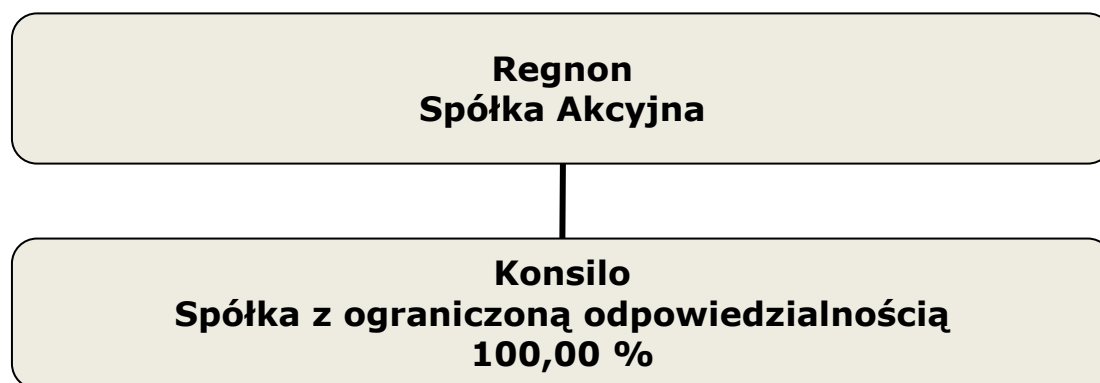 Regnon
Spółka Akcyjna
Konsilo
Spółka z ograniczoną odpowiedzialnością
100,00 %